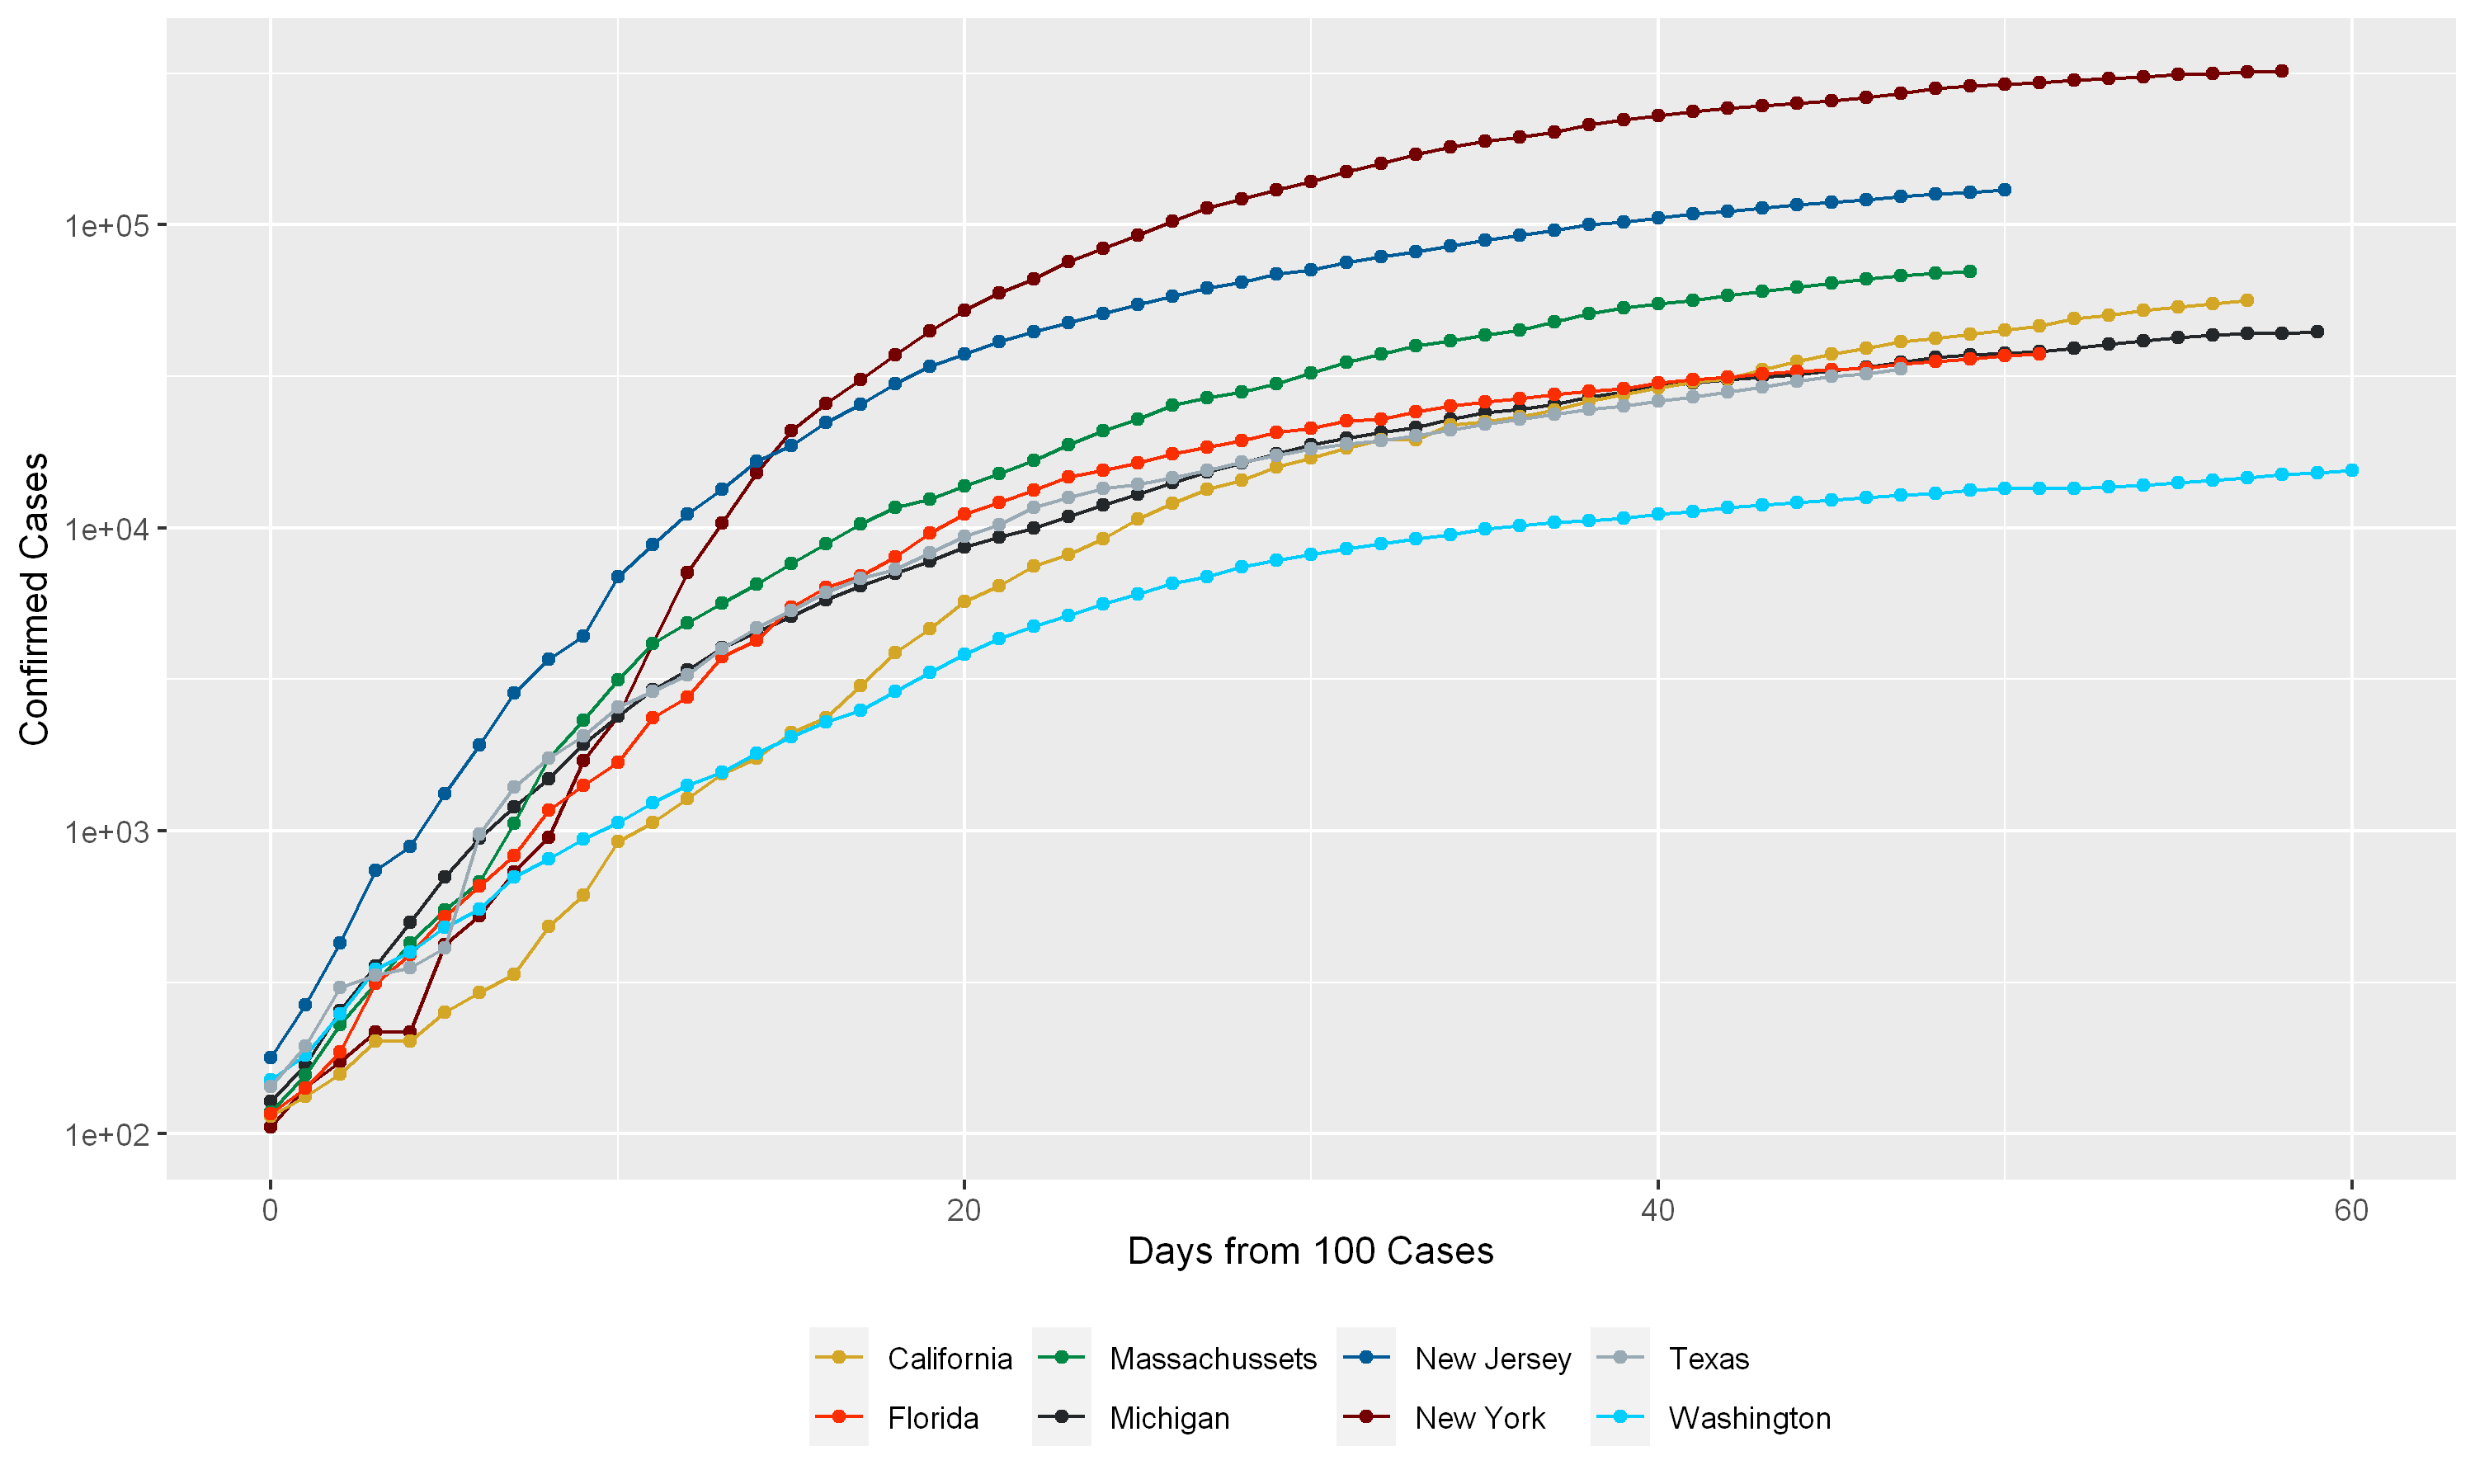 1e+05
1e+04
1e+03
1e+02
Confirmed Cases
0 20 40 60
Days from 100 Cases
California Massachussets New Jersey Texas
Florida Michigan New York Washington